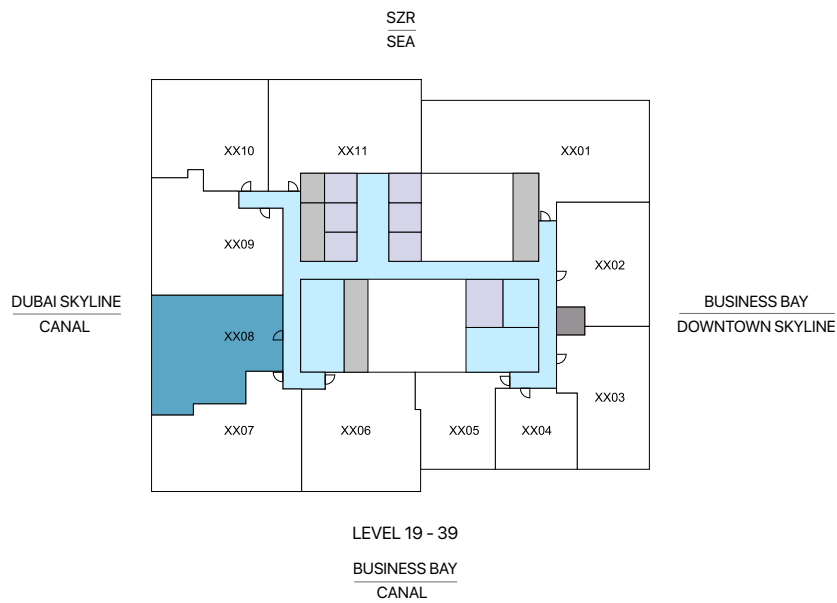 SZR
SEA
XX10
XX11
XX01
XX09
XX02
DUBAI SKYLINE
CANAL
XX08
BUSINESS BAY
DOWNTOWN SKYLINE
XX03
XX07
XX06
XX05
XX04
LEVEL 19 - 39
BUSINESS BAY
CANAL